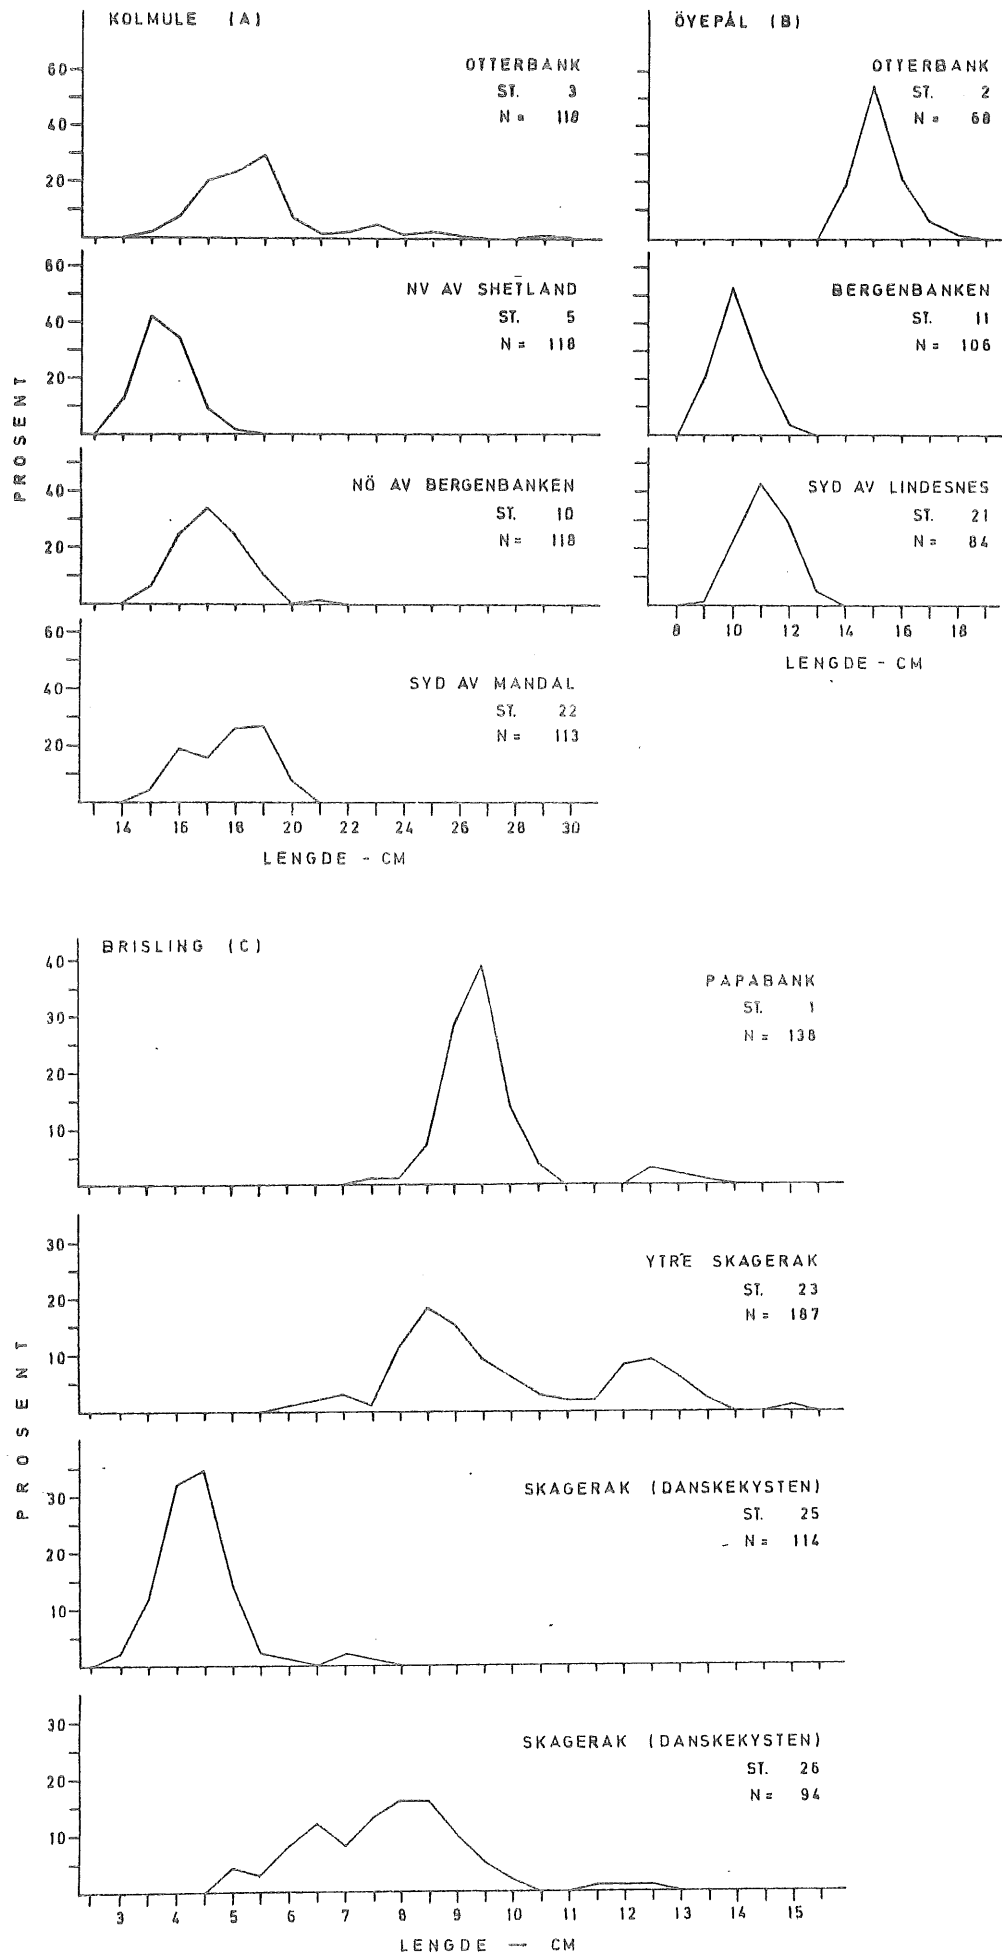 KOLMULE (A)
60
40
20
OTTERBANK
ST. 3
N = 118
60
40
20
NV AV SHETLAND
ST. 5
N = 118
40
20
NÖ AV BERGENBANKEN
ST. 10
N = 118
60
40
20
SYD AV MANDAL
ST. 22
N = 113
14 16 18 20 22 24 26 28 30
LENGDE - CM
PROSENT
ÖYEPÅL (B)
OTTERBANK
ST. 2
N = 68
BERGENBANKEN
ST. 11
N = 106
SYD AV LINDESNES
ST. 21
N = 84
8 10 12 14 16 18
LENGDE - CM
BRISLING (C)
40
30
20
10
PAPABANK
ST. 1
N = 138
30
20
10
YTRE SKAGERAK
ST. 23
N = 187
30
20
10
SKAGERAK (DANSKEKYSTEN)
ST. 25
N = 114
30
20
10
SKAGERAK (DANSKEKYSTEN)
ST. 26
N = 94
3 4 5 6 7 8 9 10 11 12 13 14 15
LENGDE — CM
PROSENT